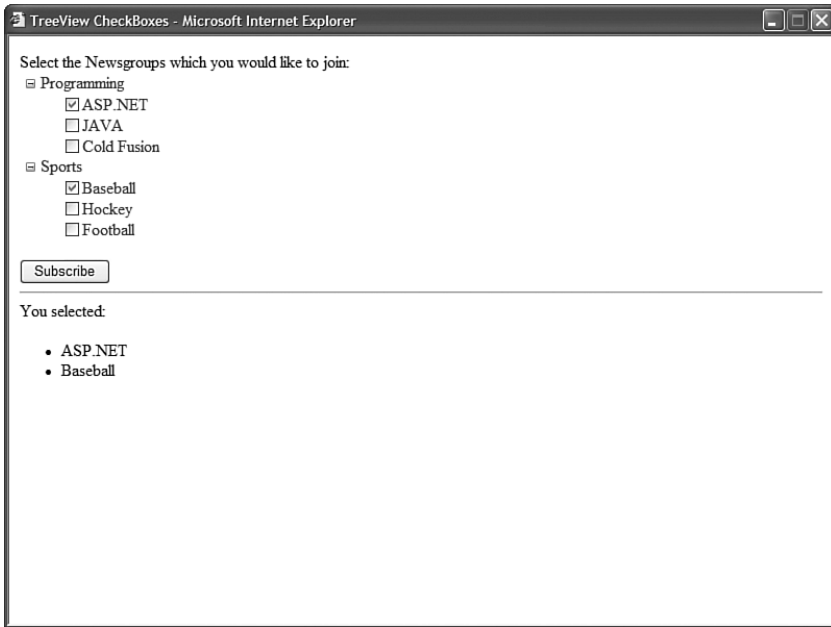 TreeView CheckBoxes - Microsoft Internet Explorer
Select the Newsgroups which you would like to join:
Programming
ASP.NET
JAVA
Cold Fusion
Sports
Baseball
Hockey
Football
Subscribe
You selected:
• ASP.NET
• Baseball